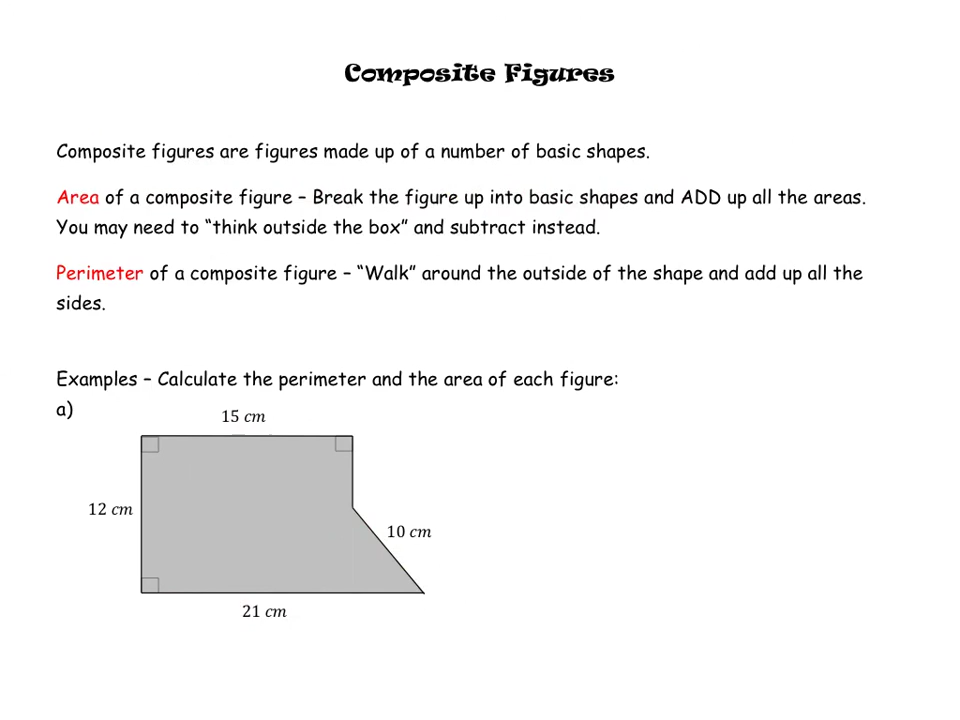 Composite Figures
Composite figures are figures made up of a number of basic shapes.
Area of a composite figure – Break the figure up into basic shapes and ADD up all the areas.
You may need to “think outside the box” and subtract instead.
Perimeter of a composite figure – “Walk” around the outside of the shape and add up all the
sides.
Examples – Calculate the perimeter and the area of each figure:
a)
15 cm
12 cm
10 cm
21 cm